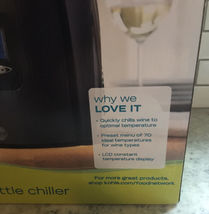 why we
LOVE IT
• Quickly chills wine to
optimal temperature
• Preset menu of 70
ideal temperatures
for wine types
• LCD constant
temperature display
For more great products,
shop kohls.com/foodnetwork
ttle chiller